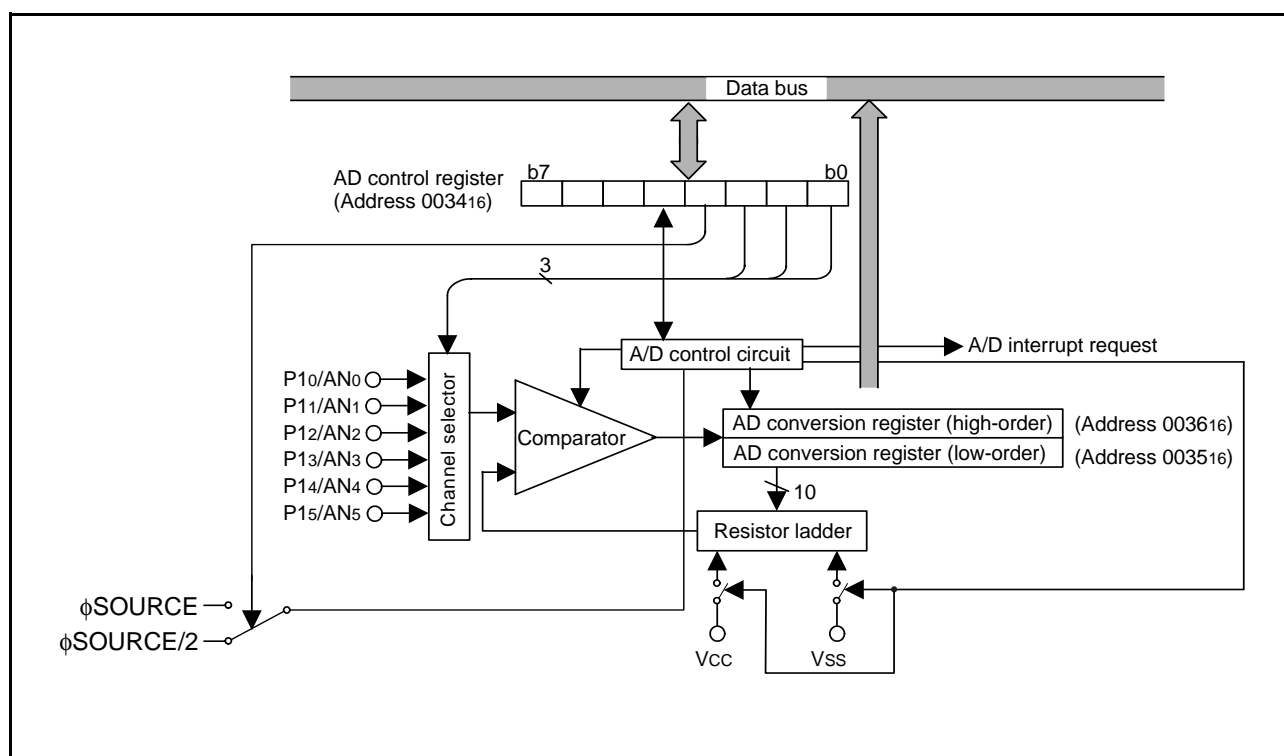 Data bus
b7
b0
AD control register
(Address 003416)
3
A/D control circuit
A/D interrupt request
P10/AN0
P11/AN1
P12/AN2
P13/AN3
P14/AN4
P15/AN5
Channel selector
Comparator
AD conversion register (high-order)
(Address 003616)
AD conversion register (low-order)
(Address 003516)
10
Resistor ladder
ϕSOURCE
ϕSOURCE/2
VCC
VSS